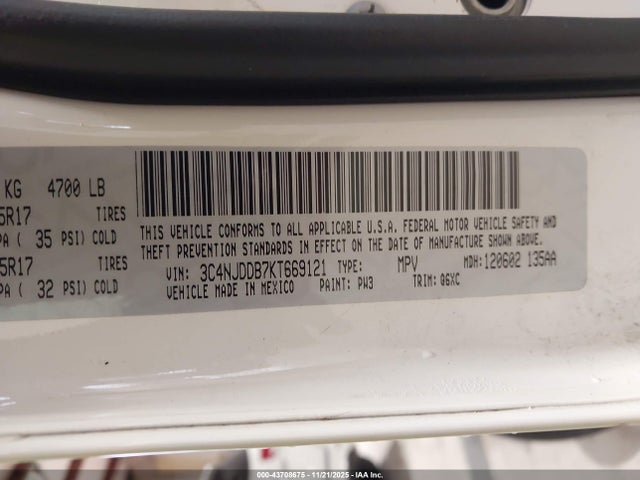 KG 4700 LB
5R17 TIRES
PA ( 35 PSI) COLD
5R17 TIRES
PA ( 32 PSI) COLD
THIS VEHICLE CONFORMS TO ALL APPLICABLE U.S.A. FEDERAL MOTOR VEHICLE SAFETY AND
THEFT PREVENTION STANDARDS IN EFFECT ON THE DATE OF MANUFACTURE SHOWN ABOVE.
VIN: 3C4NJDDB7KT669121 TYPE: MPV MDH: 120602 135AA
VEHICLE MADE IN MEXICO PAINT: PW3 TRIM: Q6XC
000-43708675 - 11/21/2025 - IAA Inc.